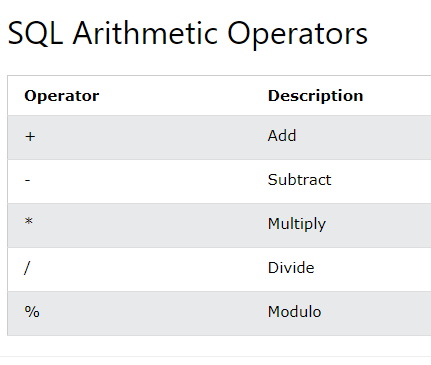 SQL Arithmetic Operators
Operator Description
+ Add
- Subtract
* Multiply
/ Divide
% Modulo